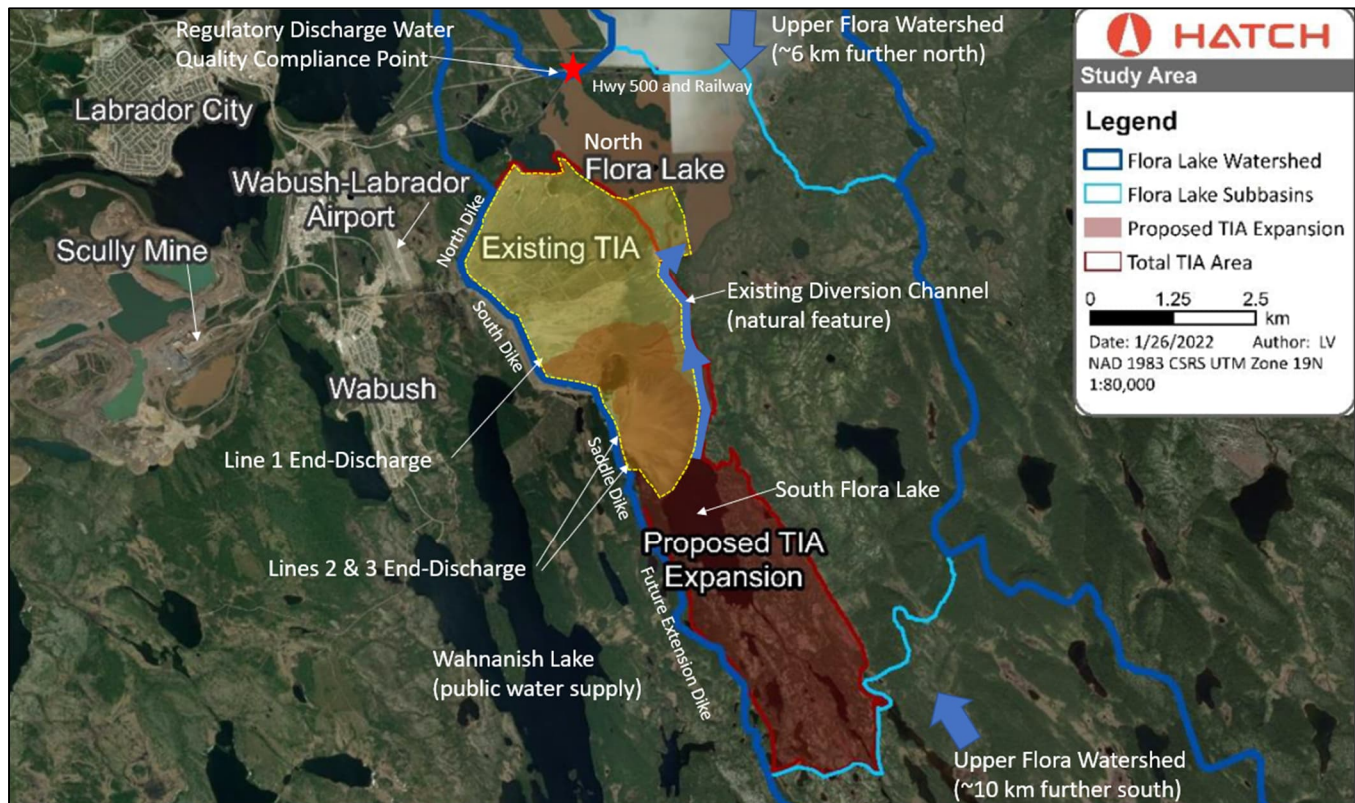 Regulatory Discharge Water
Quality Compliance Point
Upper Flora Watershed
(~6 km further north)
Hwy 500 and Railway
Labrador City
North
Flora Lake
Wabush-Labrador
Airport
North Dike
Existing TIA
Scully Mine
Existing Diversion Channel
(natural feature)
South Dike
Wabush
Line 1 End-Discharge
Saddle Dike
South Flora Lake
Lines 2 & 3 End-Discharge
Proposed TIA
Expansion
Future Extension Dike
Wahnanish Lake
(public water supply)
Upper Flora Watershed
(~10 km further south)
HATCH
Study Area
Legend
Flora Lake Watershed
Flora Lake Subbasins
Proposed TIA Expansion
Total TIA Area
0 1.25 2.5
km
Date: 1/26/2022 Author: LV
NAD 1983 CSRS UTM Zone 19N
1:80,000